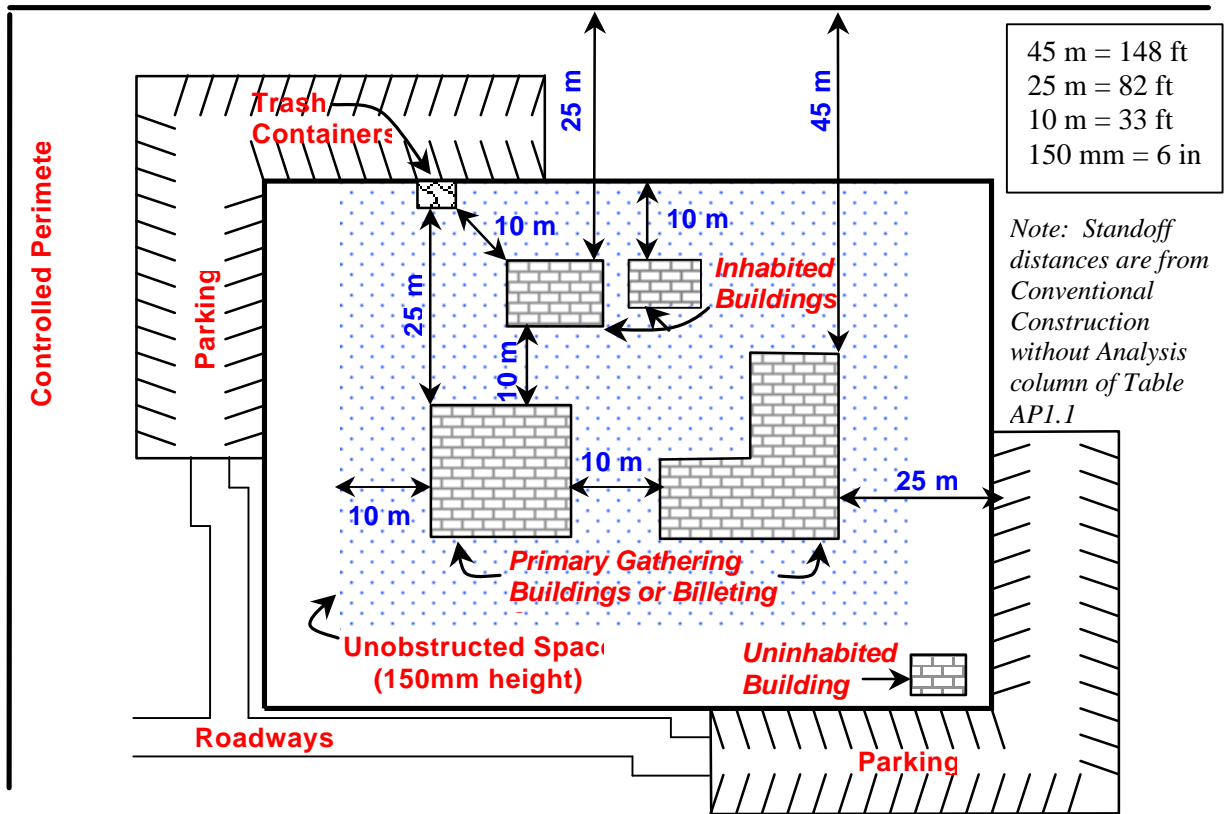 45 m = 148 ft
25 m = 82 ft
10 m = 33 ft
150 mm = 6 in
Note: Standoff
distances are from
Conventional
Construction
without Analysis
column of Table
AP1.1
Controlled Perimete
Parking
Trash
Containers
25 m
45 m
10 m
10 m
25 m
Inhabited
Buildings
10 m
10 m
10 m
25 m
Primary Gathering
Buildings or Billeting
Unobstructed Space
(150mm height)
Uninhabited
Building
Roadways
Parking